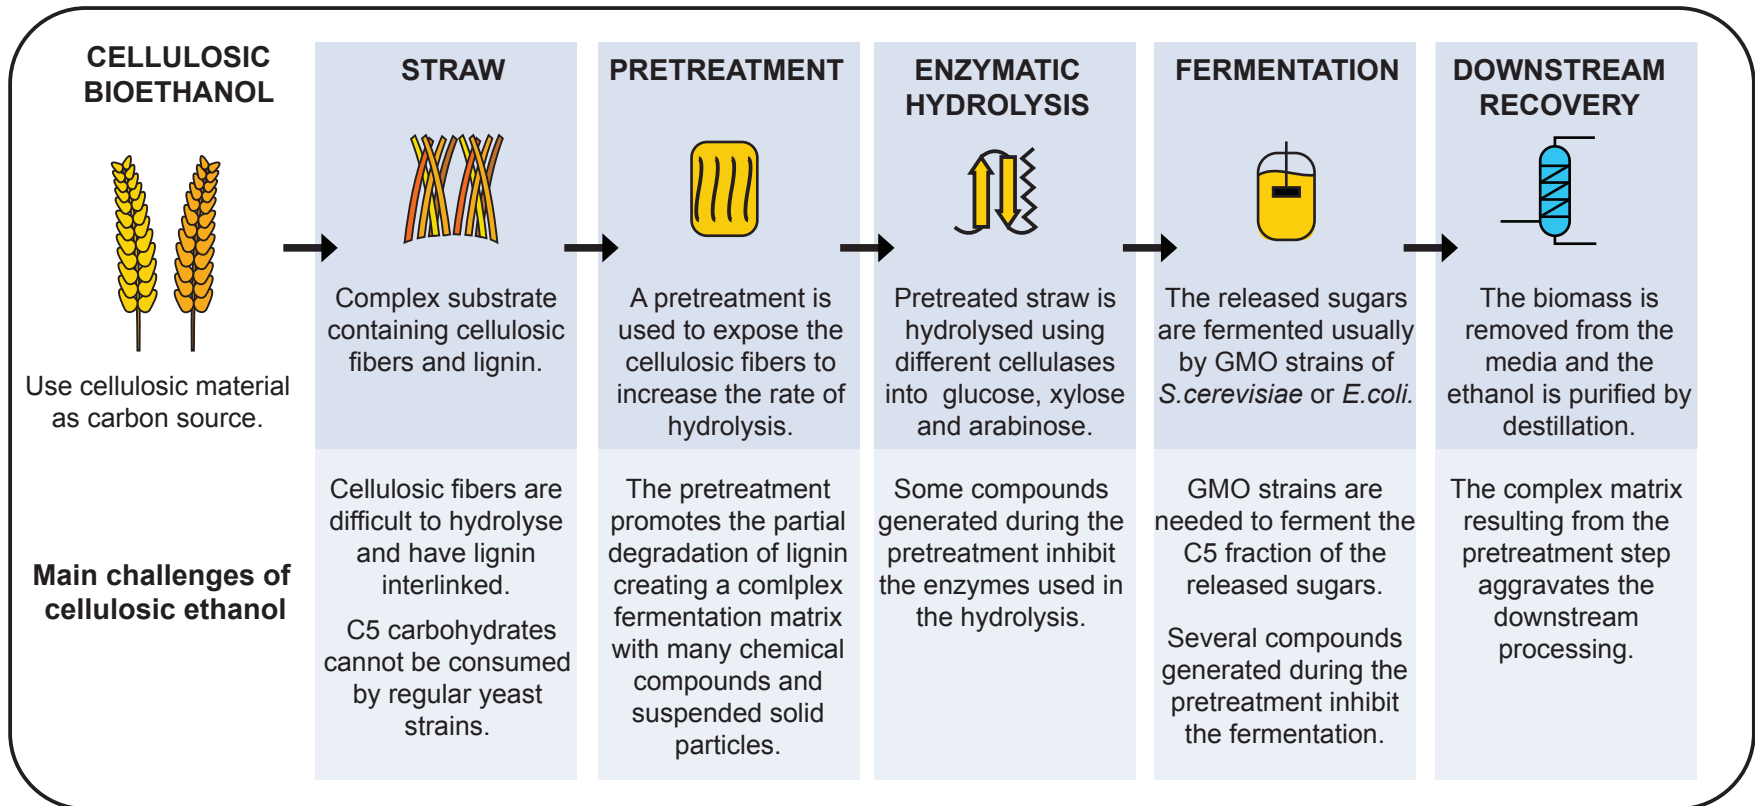 CELLULOSIC
BIOETHANOL
Use cellulosic material
as carbon source.
STRAW
Complex substrate
containing cellulosic
fibers and lignin.
PRETREATMENT
A pretreatment is
used to expose the
cellulosic fibers to
increase the rate of
hydrolysis.
ENZYMATIC
HYDROLYSIS
Pretreated straw is
hydrolysed using
different cellulases
into glucose, xylose
and arabinose.
FERMENTATION
The released sugars
are fermented usually
by GMO strains of
S.cerevisiae or E.coli.
DOWNSTREAM
RECOVERY
The biomass is
removed from the
media and the
ethanol is purified by
destillation.
Main challenges of
cellulosic ethanol
Cellulosic fibers are
difficult to hydrolyse
and have lignin
interlinked.
C5 carbohydrates
cannot be consumed
by regular yeast
strains.
The pretreatment
promotes the partial
degradation of lignin
creating a comlplex
fermentation matrix
with many chemical
compounds and
suspended solid
particles.
Some compounds
generated during the
pretreatment inhibit
the enzymes used in
the hydrolysis.
GMO strains are
needed to ferment the
C5 fraction of the
released sugars.
Several compounds
generated during the
pretreatment inhibit
the fermentation.
The complex matrix
resulting from the
pretreatment step
aggravates the
downstream
processing.